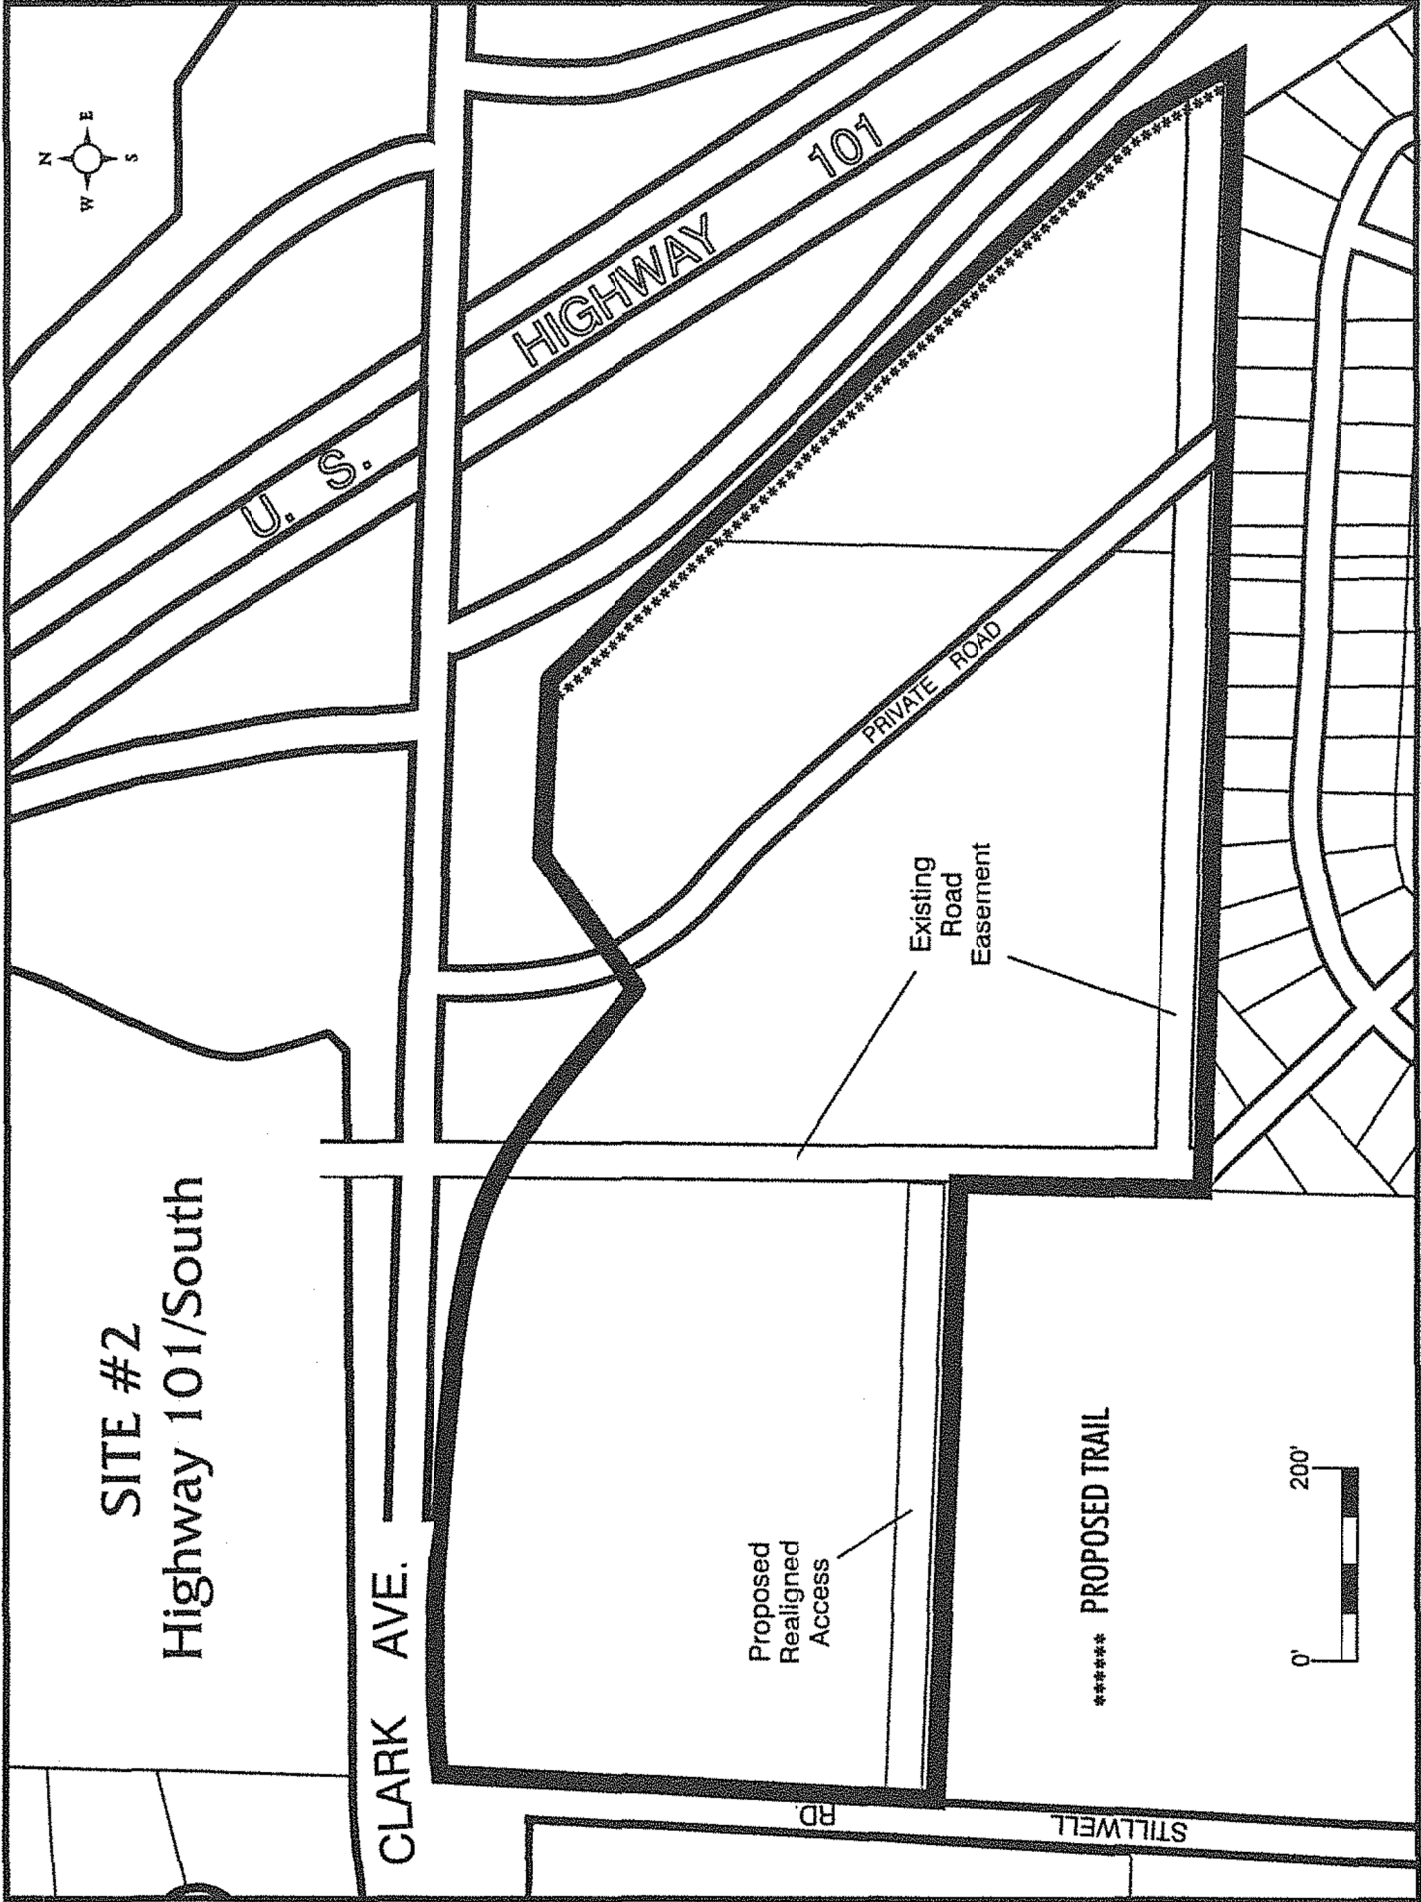 SITE #2
Highway 101/South
N
W
E
S
U. S.
HIGHWAY
101
CLARK AVE.
PRIVATE ROAD
Existing
Road
Easement
Proposed
Realigned
Access
STILLWELL
RD.
****** PROPOSED TRAIL
0'
200'